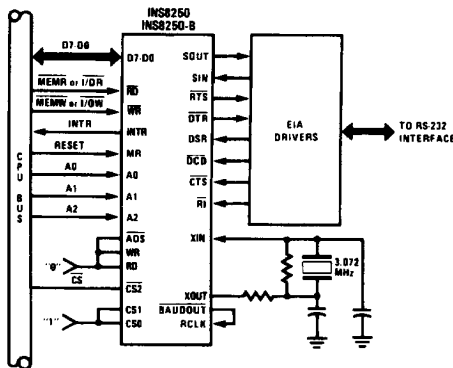 INS8250
INS8250-B
D7-D0
D7-D0
SOUT
MEMR or I/OR
RD
SIN
MEMW or I/OW
WR
RTS
INTR
INTR
DTR
EIA
DRIVERS
TO RS-232
INTERFACE
RESET
MR
DSR
A0
A0
DCD
A1
A1
CTS
A2
A2
RI
CPU BUS
ADS
XIN
WR
"0"
RD
3.072
MHz
CS
CS2
XOUT
"1"
CS1
BAUDOUT
CS0
RCLK